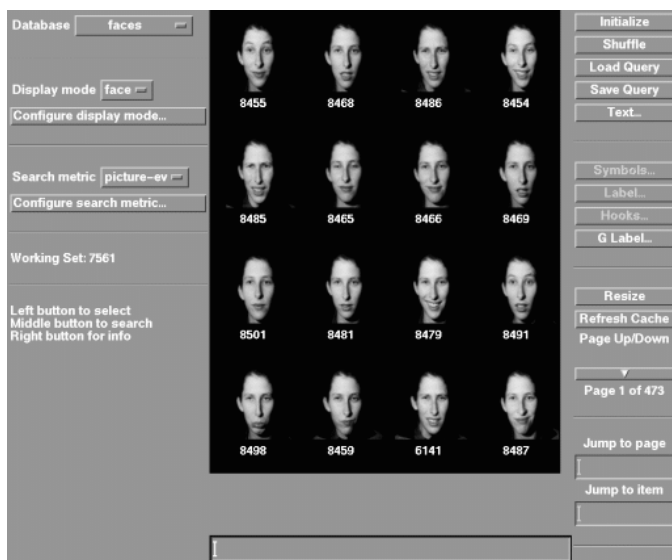 Database faces
Display mode face
Configure display mode...
Search metric picture-ev
Configure search metric...
Working Set: 7561
Left button to select
Middle button to search
Right button for info
8455 8468 8486 8454
8485 8465 8466 8469
8501 8481 8479 8491
8498 8459 6141 8487
Initialize
Shuffle
Load Query
Save Query
Text...
Symbols...
Label...
Hooks...
G Label...
Resize
Refresh Cache
Page Up/Down
Page 1 of 473
Jump to page
Jump to item